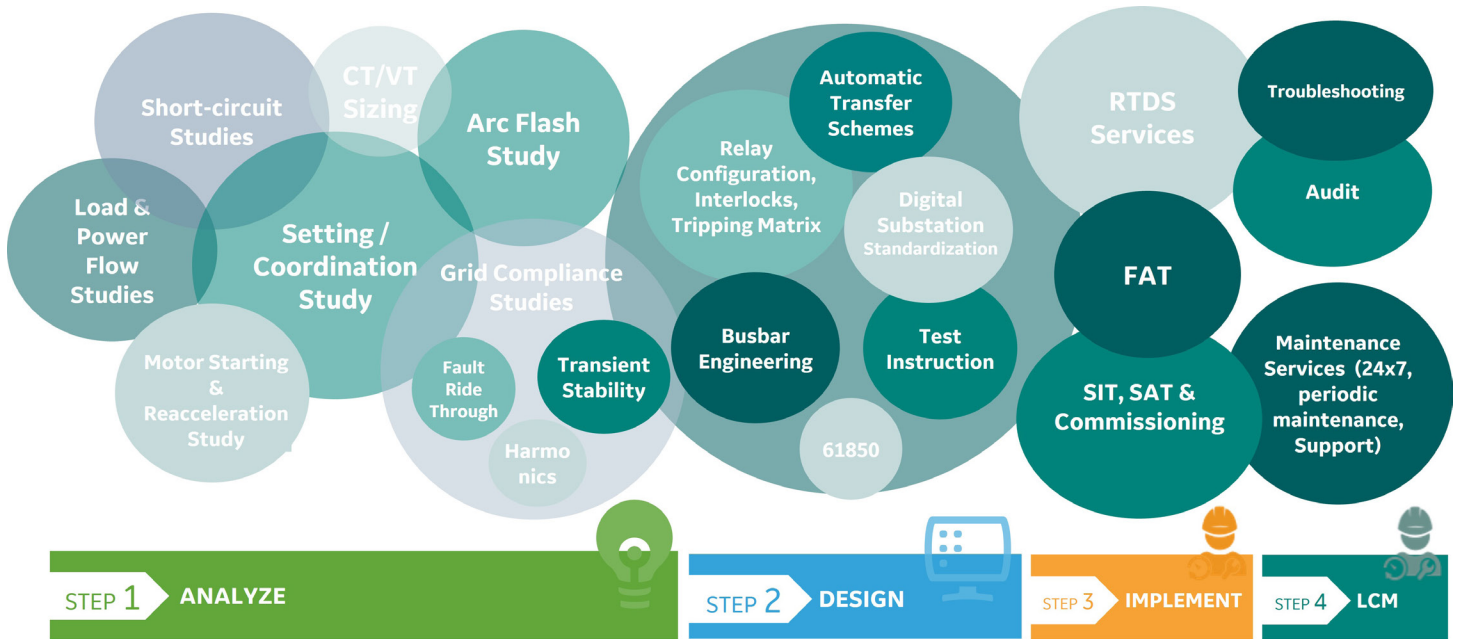 Short-circuit
Studies
CT/VT
Sizing
Arc Flash
Study
Load &
Power
Flow
Studies
Setting /
Coordination
Study
Motor Starting
&
Reacceleration
Study
Grid Compliance
Studies
Fault
Ride
Through
Transient
Stability
Harmo
nics
Automatic
Transfer
Schemes
Relay
Configuration,
Interlocks,
Tripping Matrix
Digital
Substation
Standardization
Busbar
Engineering
Test
Instruction
61850
RTDS
Services
Troubleshooting
Audit
FAT
SIT, SAT &
Commissioning
Maintenance
Services (24x7,
periodic
maintenance,
Support)
STEP 1 ANALYZE
STEP 2 DESIGN
STEP 3 IMPLEMENT
STEP 4 LCM